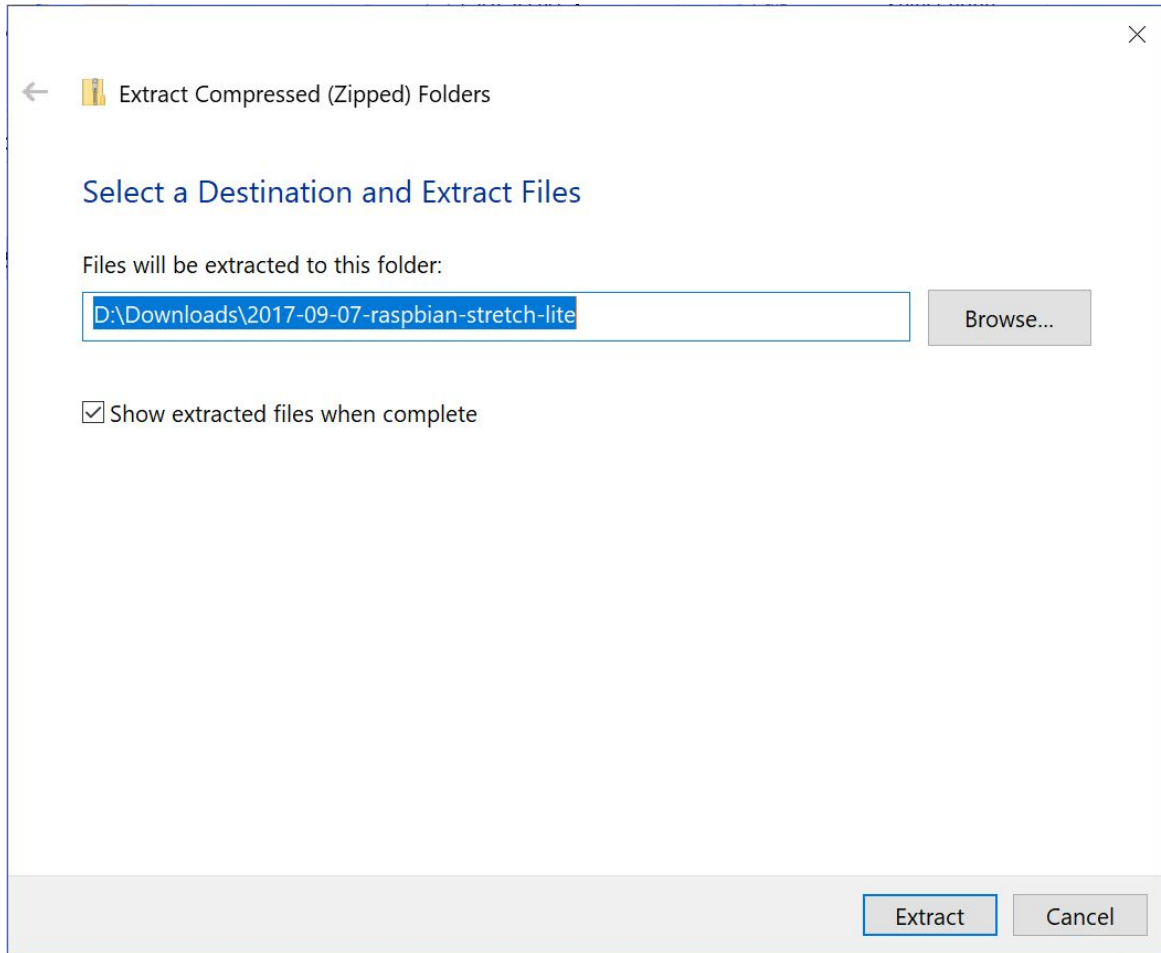 Extract Compressed (Zipped) Folders
Select a Destination and Extract Files
Files will be extracted to this folder:
D:\Downloads\2017-09-07-raspbian-stretch-lite
Browse...
Show extracted files when complete
Extract
Cancel